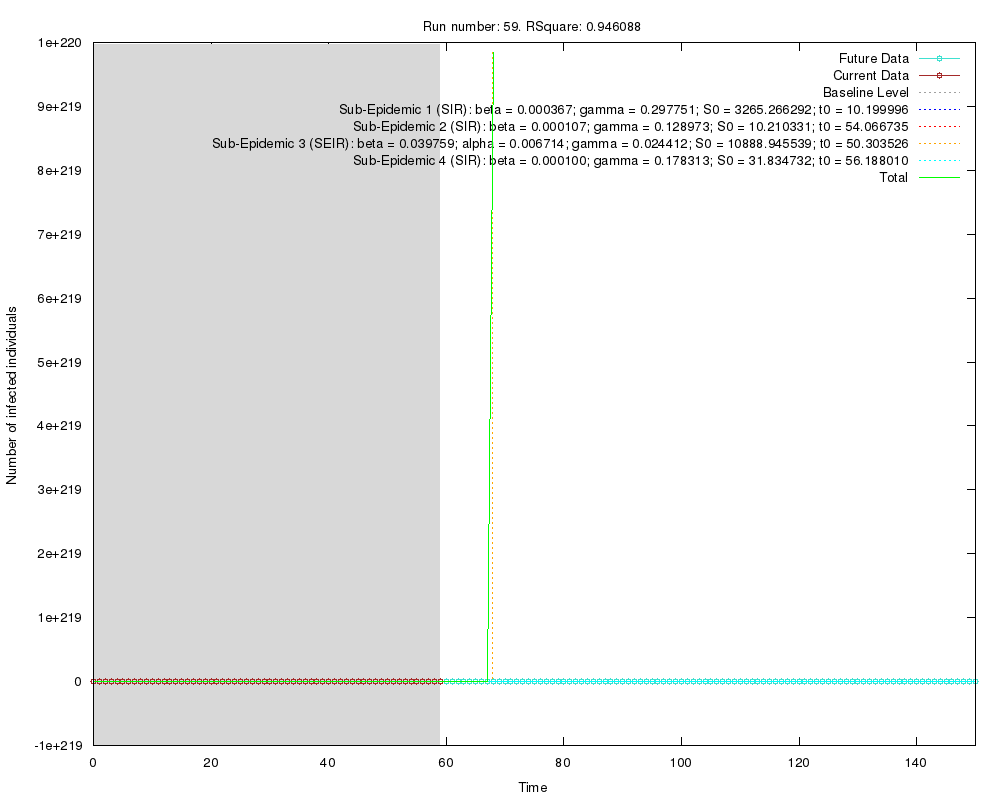 Run number: 59. RSquare: 0.946088
1e+220
9e+219
8e+219
7e+219
6e+219
5e+219
4e+219
3e+219
2e+219
1e+219
0
-1e+219
Number of infected individuals
Future Data
Current Data
Baseline Level
Sub-Epidemic 1 (SIR): beta = 0.000367; gamma = 0.297751; S0 = 3265.266292; t0 = 10.199996
Sub-Epidemic 2 (SIR): beta = 0.000107; gamma = 0.128973; S0 = 10.210331; t0 = 54.066735
Sub-Epidemic 3 (SEIR): beta = 0.039759; alpha = 0.006714; gamma = 0.024412; S0 = 10888.945539; t0 = 50.303526
Sub-Epidemic 4 (SIR): beta = 0.000100; gamma = 0.178313; S0 = 31.834732; t0 = 56.188010
Total
0 20 40 60 80 100 120 140
Time